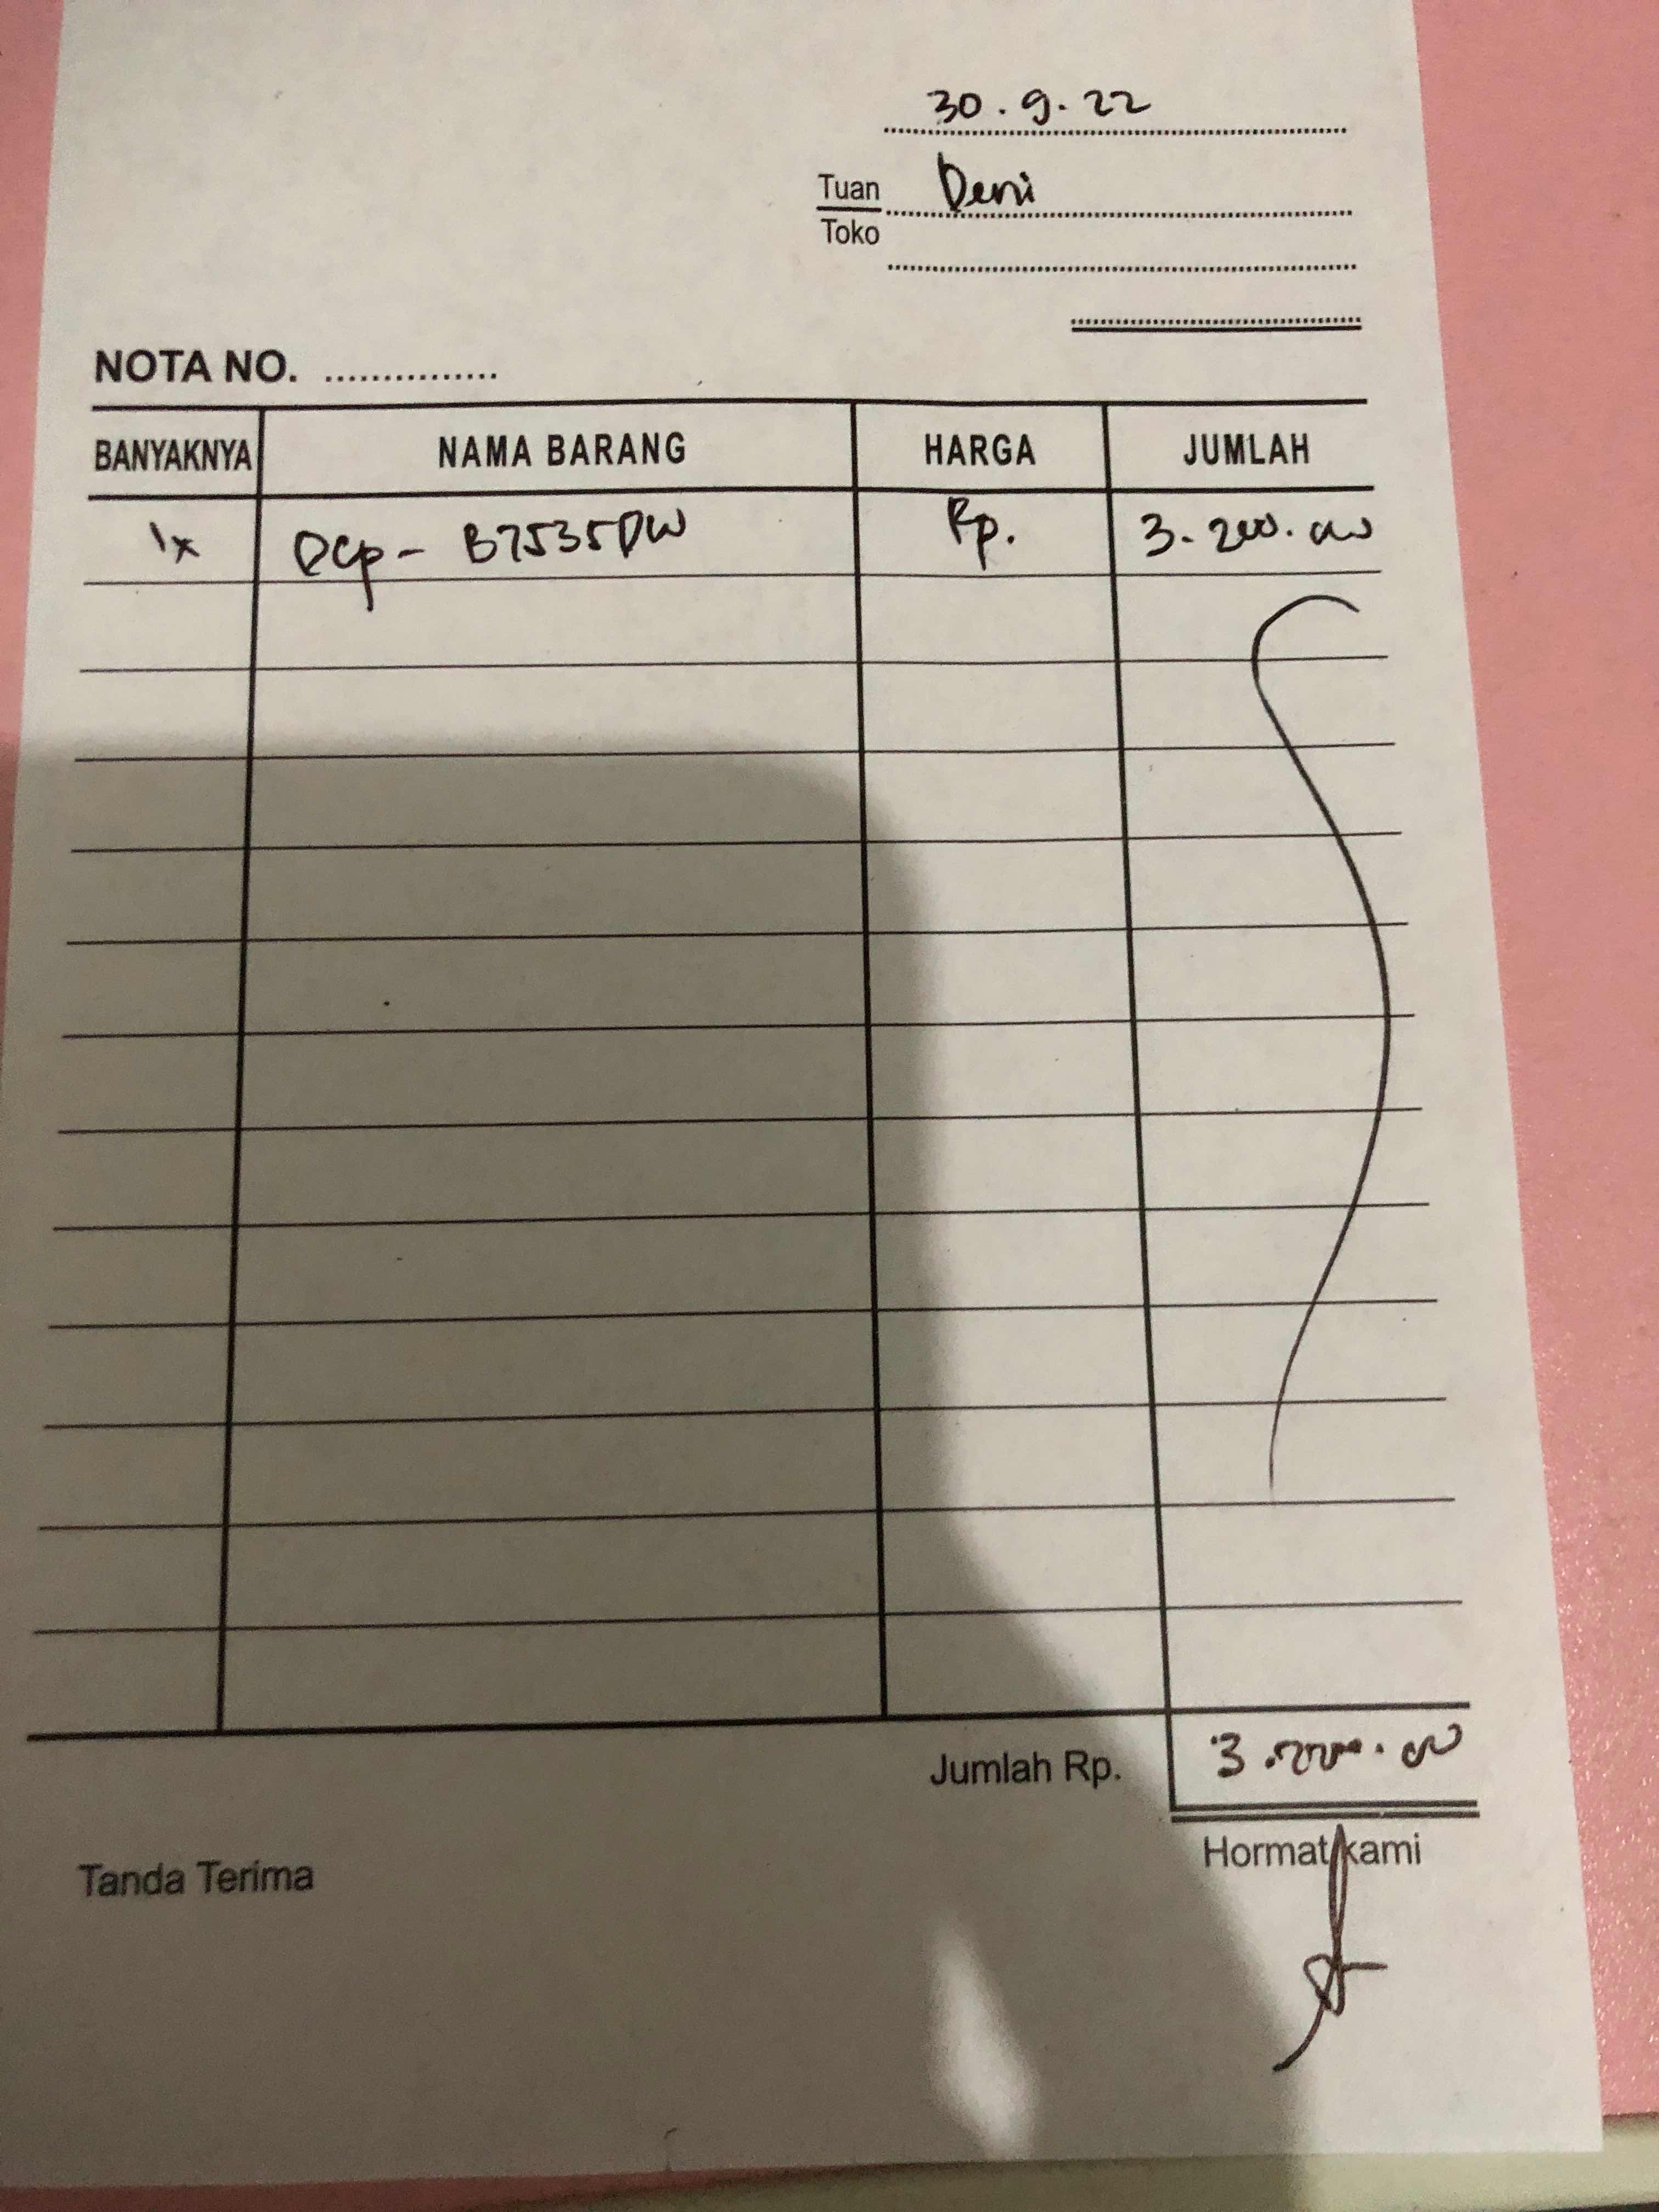 30.9.22
Tuan Deni
Toko
NOTA NO. ...............
BANYAKNYA NAMA BARANG HARGA JUMLAH
1x DCP- B7535DW Rp. 3.200.000
Jumlah Rp. 3.200.000
Tanda Terima Hormat kami